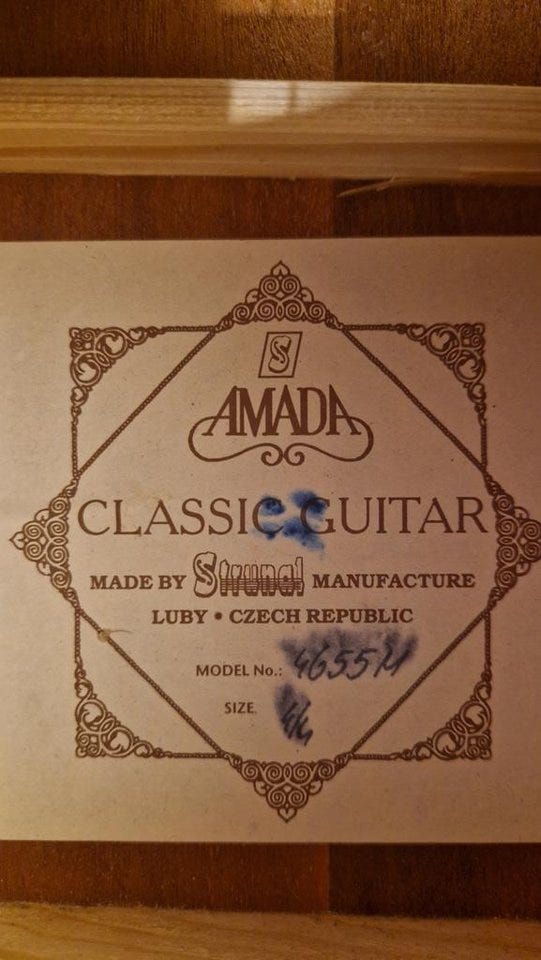 S
AMADA
CLASSIC GUITAR
MADE BY Strunal MANUFACTURE
LUBY • CZECH REPUBLIC
MODEL No.: 4655M
SIZE. 4/4